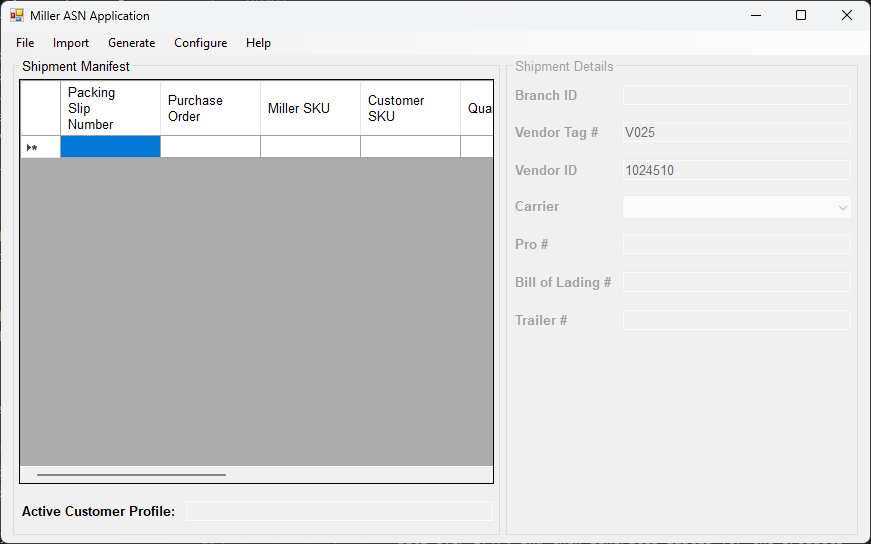 Miller ASN Application
File Import Generate Configure Help
Shipment Manifest
Packing
Slip
Number
Purchase
Order
Miller SKU
Customer
SKU
Qua
Active Customer Profile:
Shipment Details
Branch ID
Vendor Tag # V025
Vendor ID 1024510
Carrier
Pro #
Bill of Lading #
Trailer #